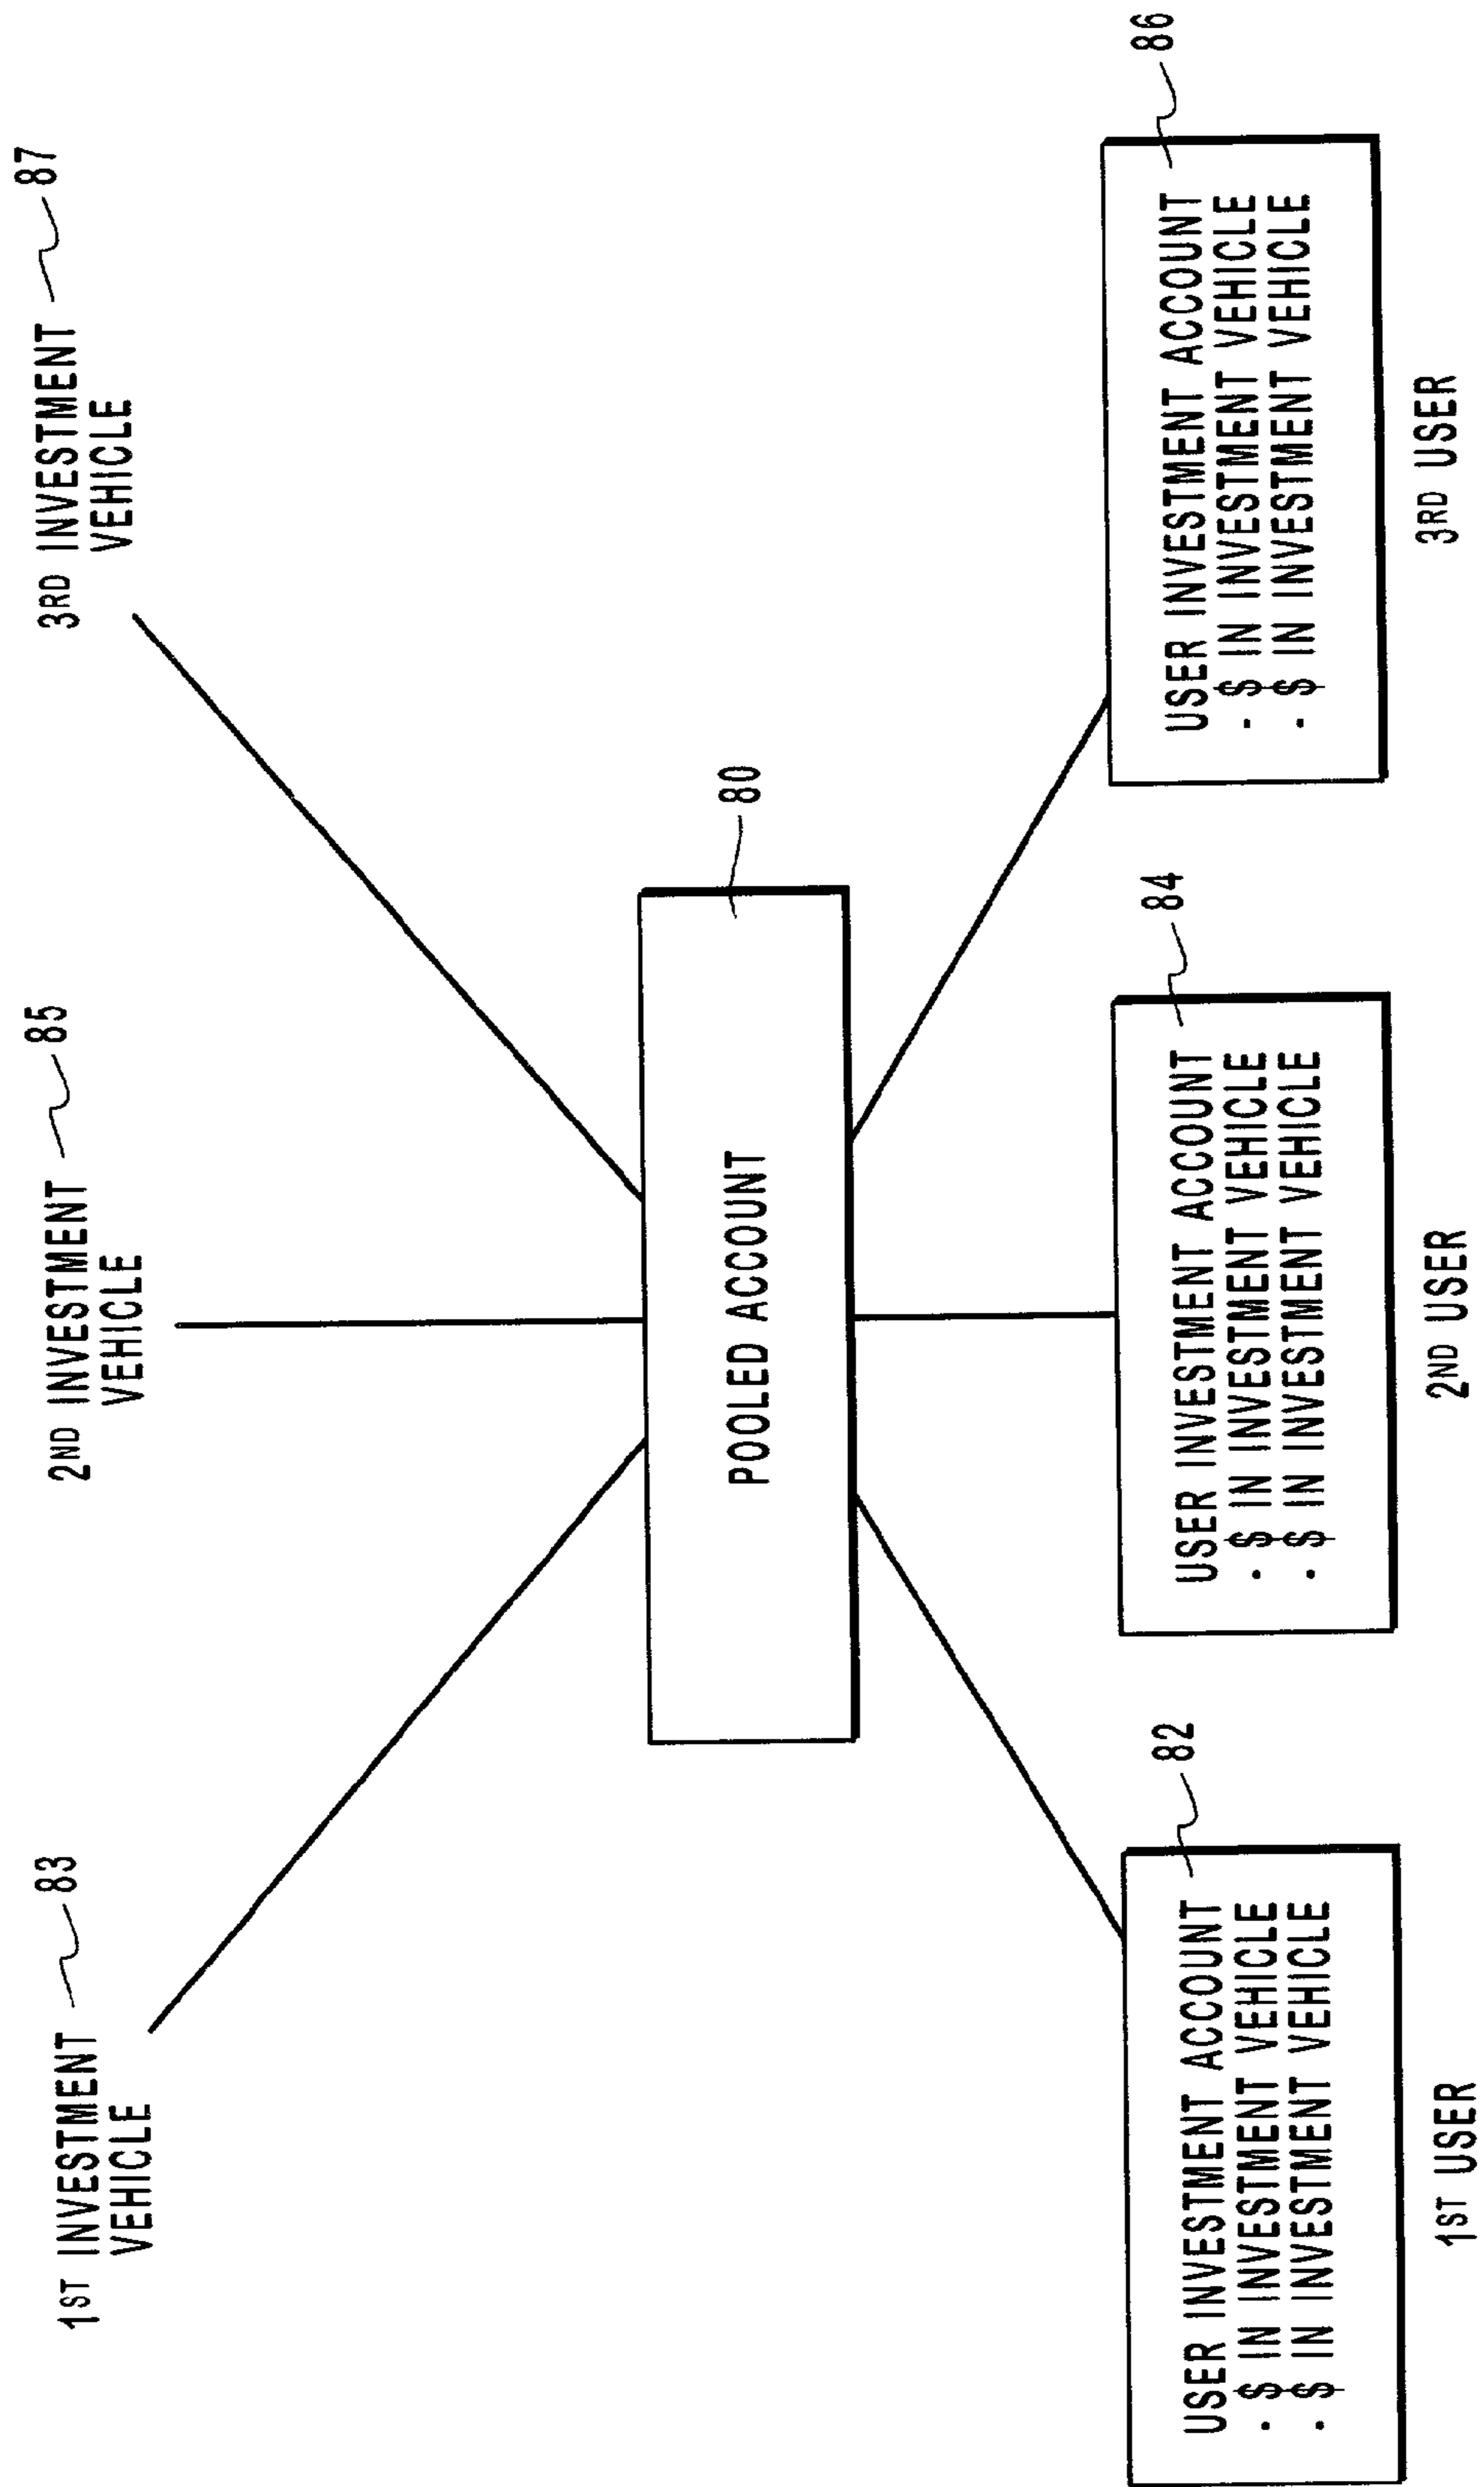 1ST INVESTMENT
VEHICLE
83
2ND INVESTMENT
VEHICLE
85
3RD INVESTMENT
VEHICLE
87
POOLED ACCOUNT
80
USER INVESTMENT ACCOUNT
. $ IN INVESTMENT VEHICLE
. $ IN INVESTMENT VEHICLE
82
1ST USER
USER INVESTMENT ACCOUNT
. $ IN INVESTMENT VEHICLE
. $ IN INVESTMENT VEHICLE
84
2ND USER
USER INVESTMENT ACCOUNT
. $ IN INVESTMENT VEHICLE
. $ IN INVESTMENT VEHICLE
86
3RD USER